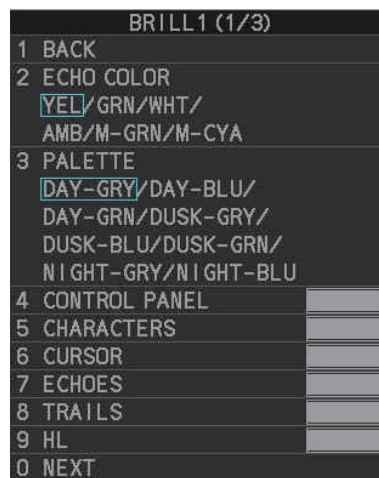 BRILL1 (1/3)
1 BACK
2 ECHO COLOR
YEL/GRN/WHT/
AMB/M-GRN/M-CYA
3 PALETTE
DAY-GRY/DAY-BLU/
DAY-GRN/DUSK-GRY/
DUSK-BLU/DUSK-GRN/
NIGHT-GRY/NIGHT-BLU
4 CONTROL PANEL
5 CHARACTERS
6 CURSOR
7 ECHOES
8 TRAILS
9 HL
0 NEXT